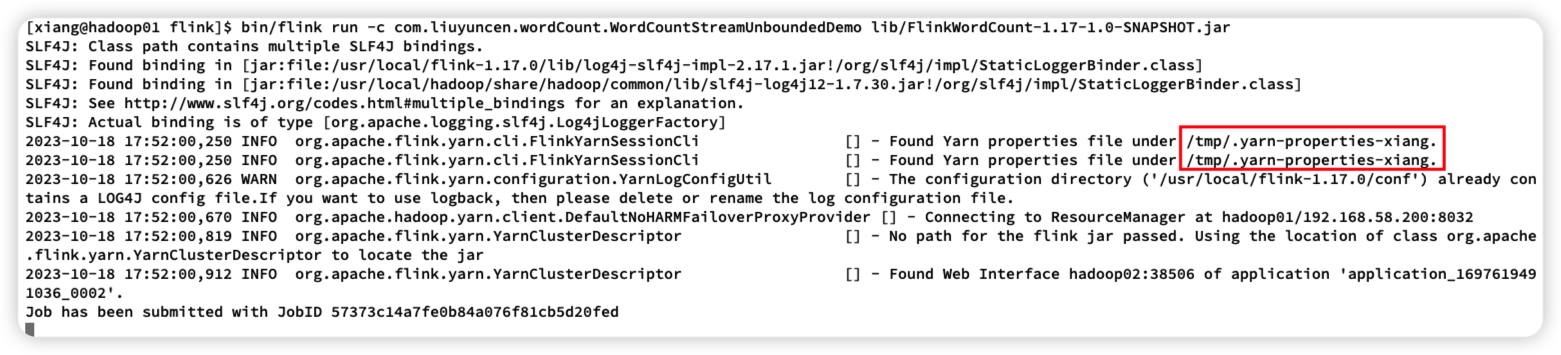 [xiang@hadoop01 flink]$ bin/flink run -c com.liuyuncen.wordCount.WordCountStreamUnboundedDemo lib/FlinkWordCount-1.17-1.0-SNAPSHOT.jar
SLF4J: Class path contains multiple SLF4J bindings.
SLF4J: Found binding in [jar:file:/usr/local/flink-1.17.0/lib/log4j-slf4j-impl-2.17.1.jar!/org/slf4j/impl/StaticLoggerBinder.class]
SLF4J: Found binding in [jar:file:/usr/local/hadoop/share/hadoop/common/lib/slf4j-log4j12-1.7.30.jar!/org/slf4j/impl/StaticLoggerBinder.class]
SLF4J: See http://www.slf4j.org/codes.html#multiple_bindings for an explanation.
SLF4J: Actual binding is of type [org.apache.logging.slf4j.Log4jLoggerFactory]
2023-10-18 17:52:00,250 INFO  org.apache.flink.yarn.cli.FlinkYarnSessionCli                [] - Found Yarn properties file under /tmp/.yarn-properties-xiang.
2023-10-18 17:52:00,250 INFO  org.apache.flink.yarn.cli.FlinkYarnSessionCli                [] - Found Yarn properties file under /tmp/.yarn-properties-xiang.
2023-10-18 17:52:00,626 WARN  org.apache.flink.yarn.configuration.YarnLogConfigUtil        [] - The configuration directory ('/usr/local/flink-1.17.0/conf') already con
tains a LOG4J config file.If you want to use logback, then please delete or rename the log configuration file.
2023-10-18 17:52:00,670 INFO  org.apache.hadoop.yarn.client.DefaultNoHARMFailoverProxyProvider [] - Connecting to ResourceManager at hadoop01/192.168.58.200:8032
2023-10-18 17:52:00,819 INFO  org.apache.flink.yarn.YarnClusterDescriptor                  [] - No path for the flink jar passed. Using the location of class org.apache
.flink.yarn.YarnClusterDescriptor to locate the jar
2023-10-18 17:52:00,912 INFO  org.apache.flink.yarn.YarnClusterDescriptor                  [] - Found Web Interface hadoop02:38506 of application 'application_169761949
1036_0002'.
Job has been submitted with JobID 57373c14a7fe0b84a076f81cb5d20fed